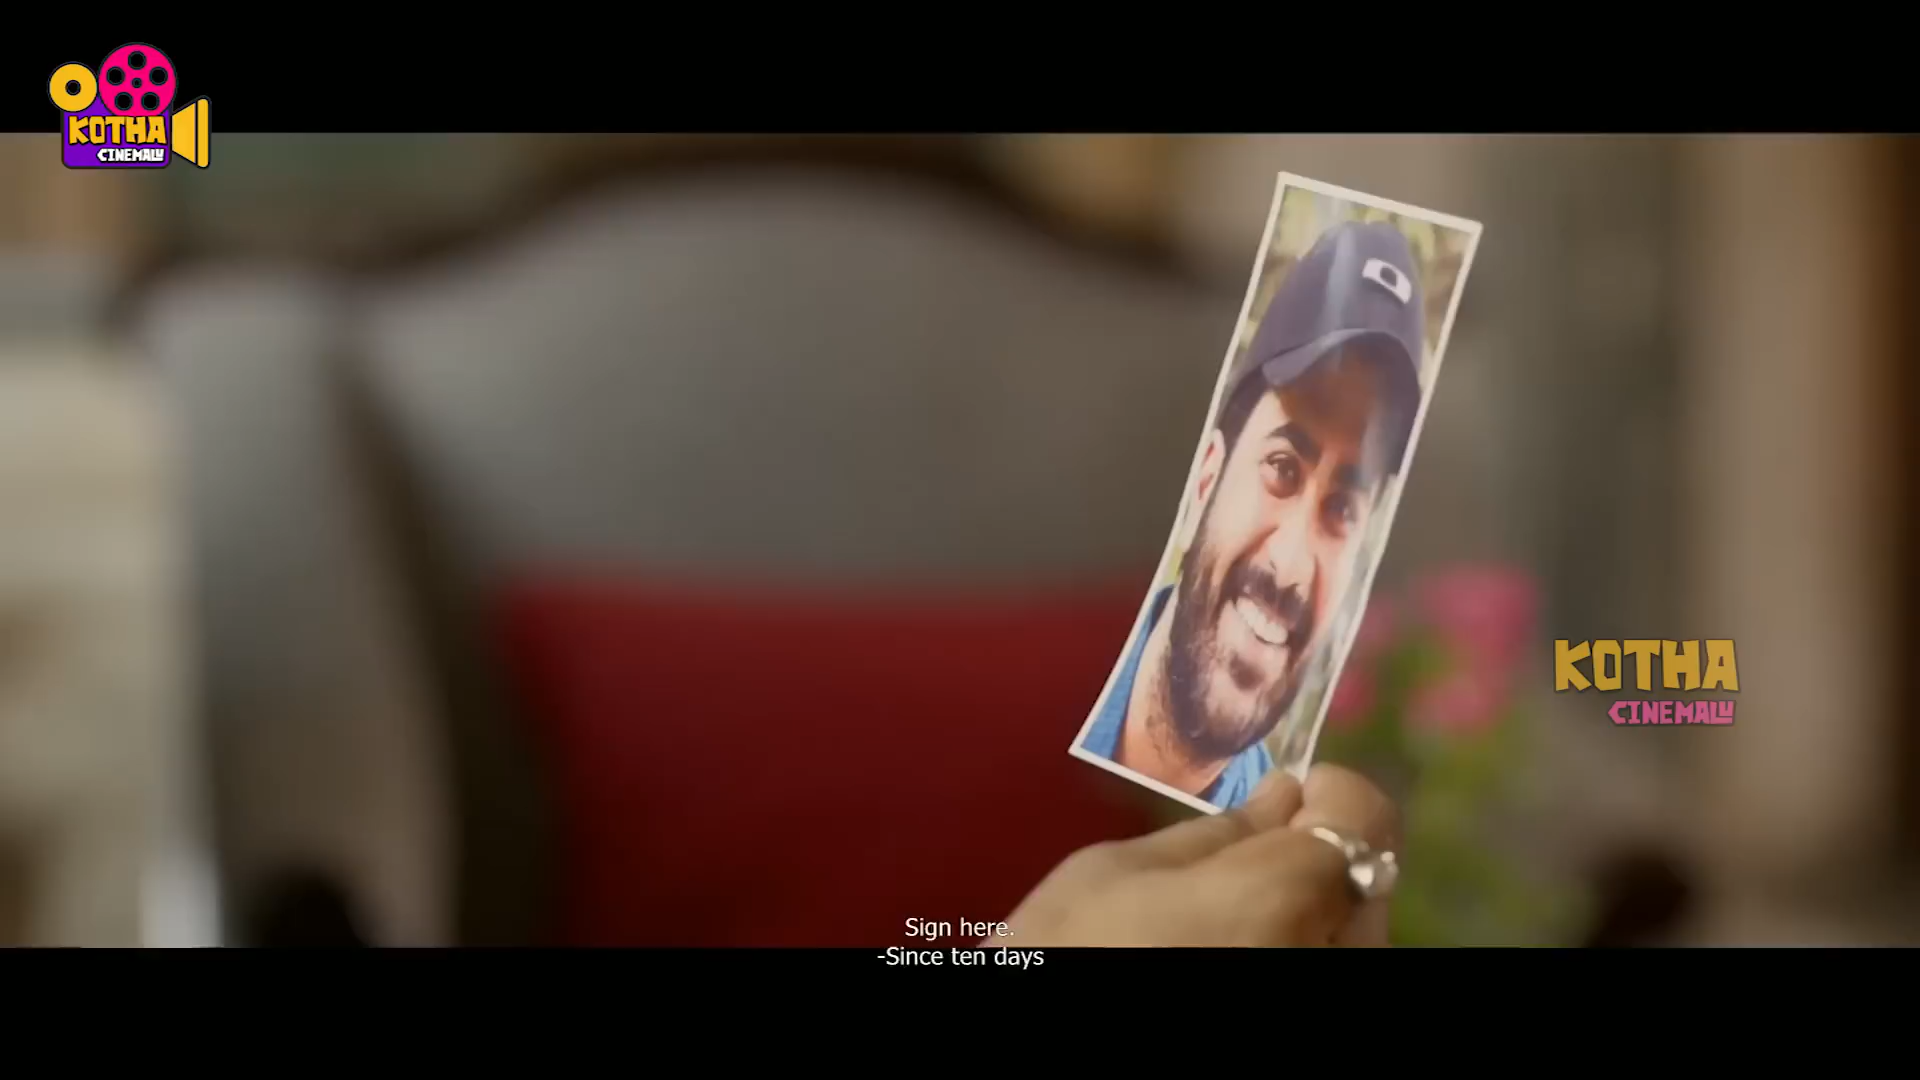 KOTHA
CINEMALU
KOTHA
CINEMALU
Sign here.
-Since ten days